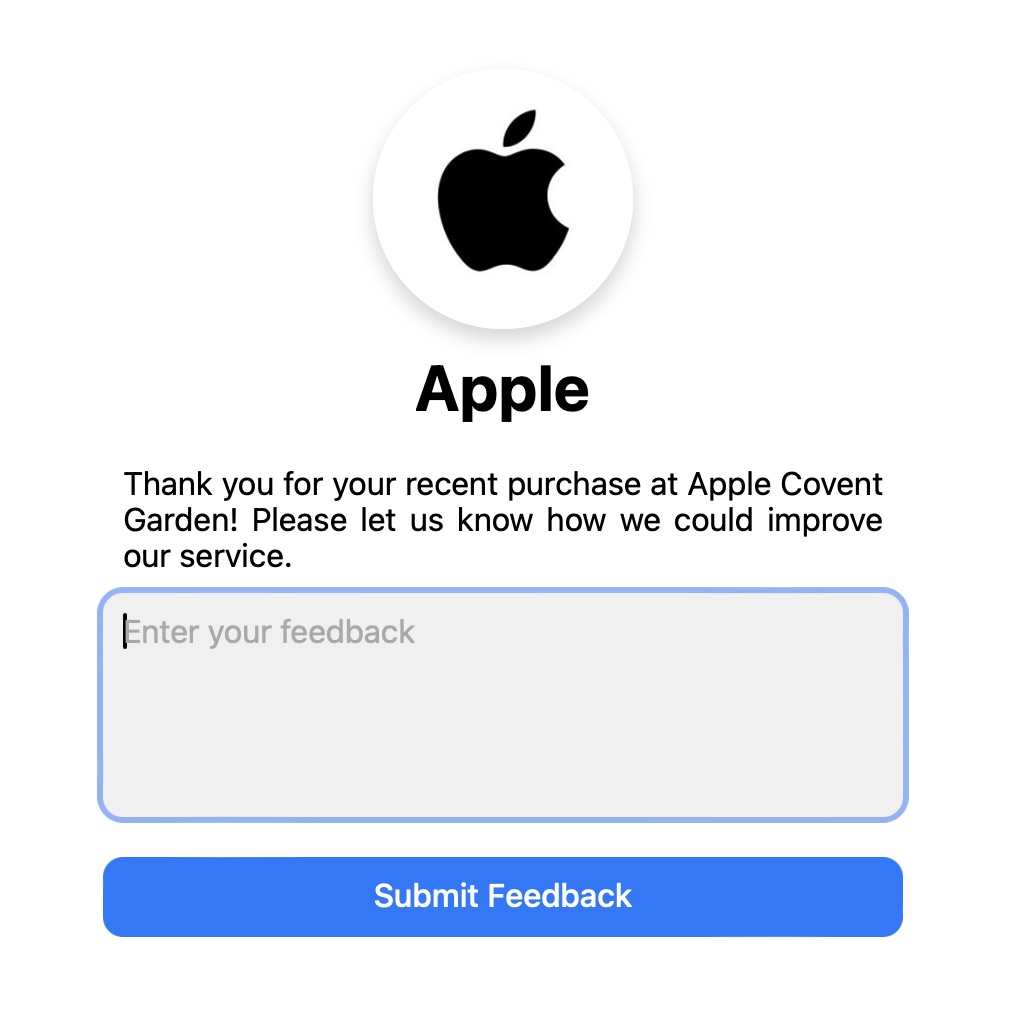 Apple
Thank you for your recent purchase at Apple Covent
Garden! Please let us know how we could improve
our service.
Enter your feedback
Submit Feedback